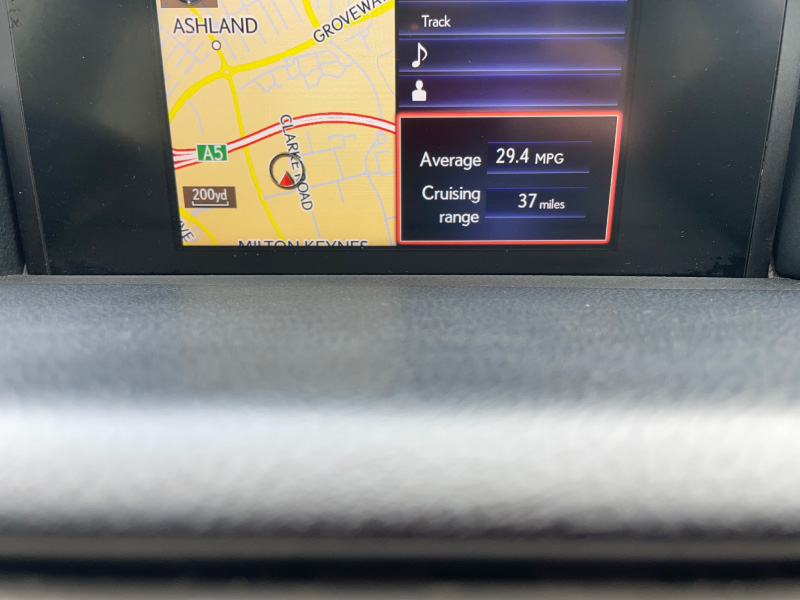 ASHLAND
GROVEWA
CLARKE ROAD
A5
200yd
MILTON KEYNES
Track
Average 29.4 MPG
Cruising
range
37 miles